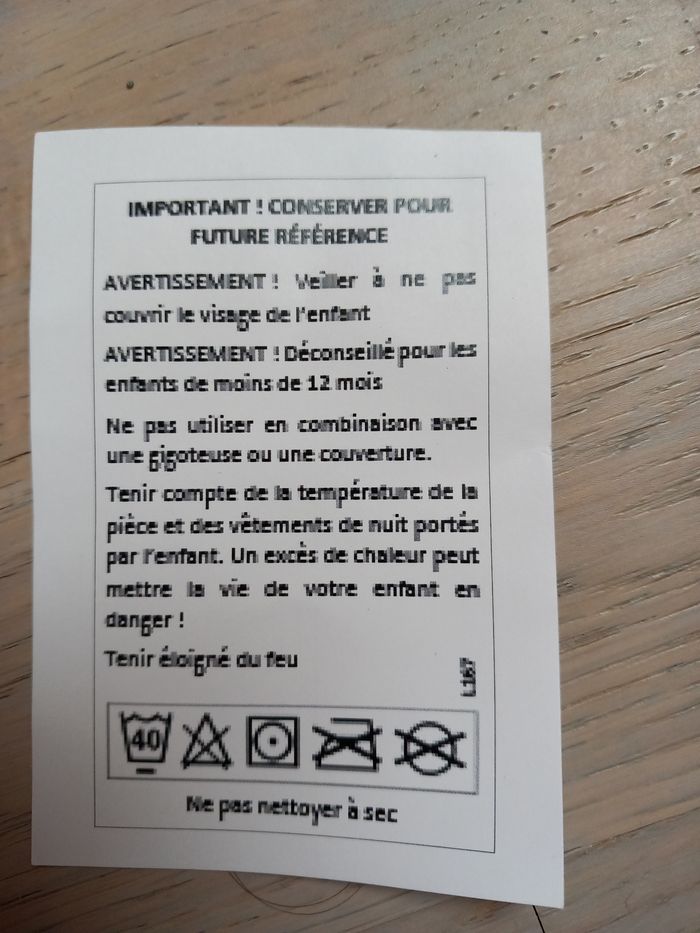 IMPORTANT ! CONSERVER POUR
FUTURE RÉFÉRENCE
AVERTISSEMENT ! Veiller à ne pas
couvrir le visage de l'enfant
AVERTISSEMENT ! Déconseillé pour les
enfants de moins de 12 mois
Ne pas utiliser en combinaison avec
une gigoteuse ou une couverture.
Tenir compte de la température de la
pièce et des vêtements de nuit portés
par l'enfant. Un excès de chaleur peut
mettre la vie de votre enfant en
danger !
Tenir éloigné du feu
L167
40
Ne pas nettoyer à sec